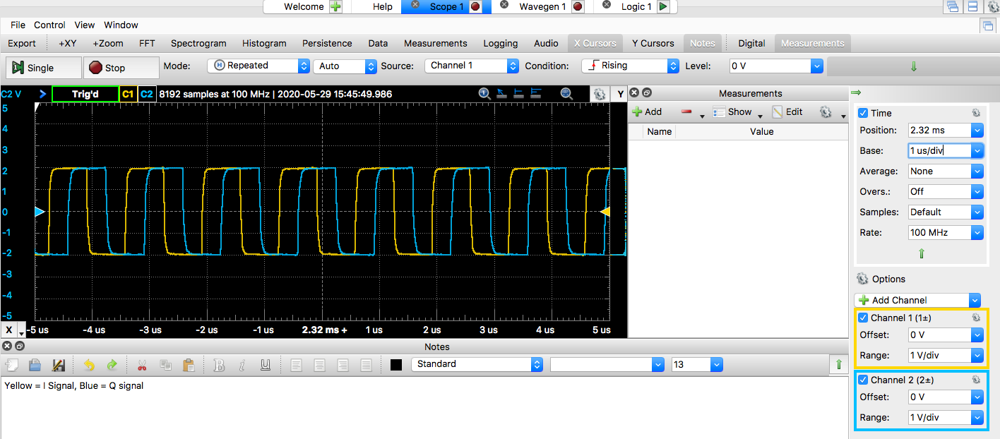 Welcome Help Scope 1 Wavegen 1 Logic 1
File Control View Window
Export +XY +Zoom FFT Spectrogram Histogram Persistence Data Measurements Logging Audio X Cursors Y Cursors Notes Digital Measurements
Single Stop Mode: Repeated Auto Source: Channel 1 Condition: Rising Level: 0 V
C2 V Trig'd C1 C2 8192 samples at 100 MHz | 2020-05-29 15:45:49.986 Y
5
4
3
2
1
0
-1
-2
-3
-4
-5
X -5 us -4 us -3 us -2 us -1 us 2.32 ms + 1 us 2 us 3 us 4 us 5 us
Measurements
Add Show Edit
Name Value
Time
Position: 2.32 ms
Base: 1 us/div
Average: None
Overs.: Off
Samples: Default
Rate: 100 MHz
Options
Add Channel
Channel 1 (1±)
Offset: 0 V
Range: 1 V/div
Channel 2 (2±)
Offset: 0 V
Range: 1 V/div
Notes
B i U Standard 13
Yellow = I Signal, Blue = Q signal